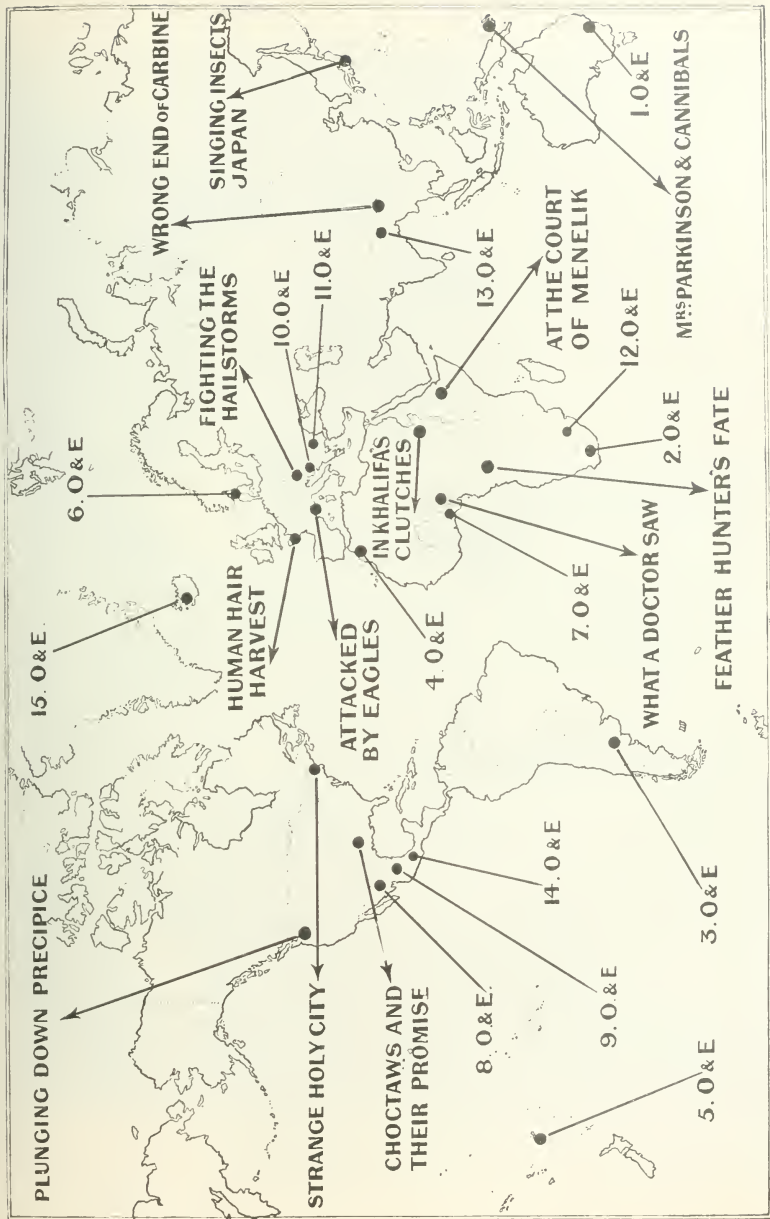 PLUNGING DOWN PRECIPICE
15. O & E.
6. O & E
WRONG END OF CARBINE
SINGING INSECTS
JAPAN
FIGHTING THE
HAILSTORMS
10. O & E
11. O & E
HUMAN HAIR
HARVEST
STRANGE HOLY CITY
ATTACKED
BY EAGLES
IN KHALIFA'S
CLUTCHES
4. O & E
13. O & E
CHOCTAWS AND
THEIR PROMISE
8. O & E.
9. O & E
14. O & E
7. O & E
AT THE COURT
OF MENELIK
12. O & E
1. O & E
5. O & E
3. O & E
WHAT A DOCTOR SAW
FEATHER HUNTER'S FATE
2. O & E
MRS PARKINSON & CANNIBALS